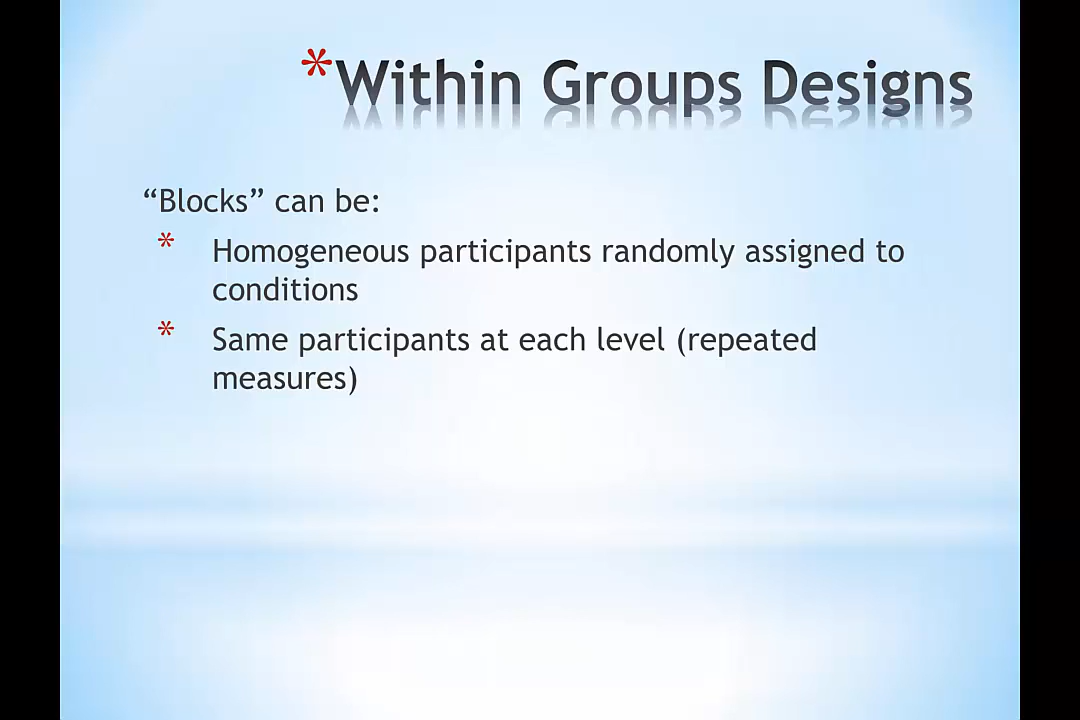 *Within Groups Designs
“Blocks” can be:
* Homogeneous participants randomly assigned to
conditions
* Same participants at each level (repeated
measures)